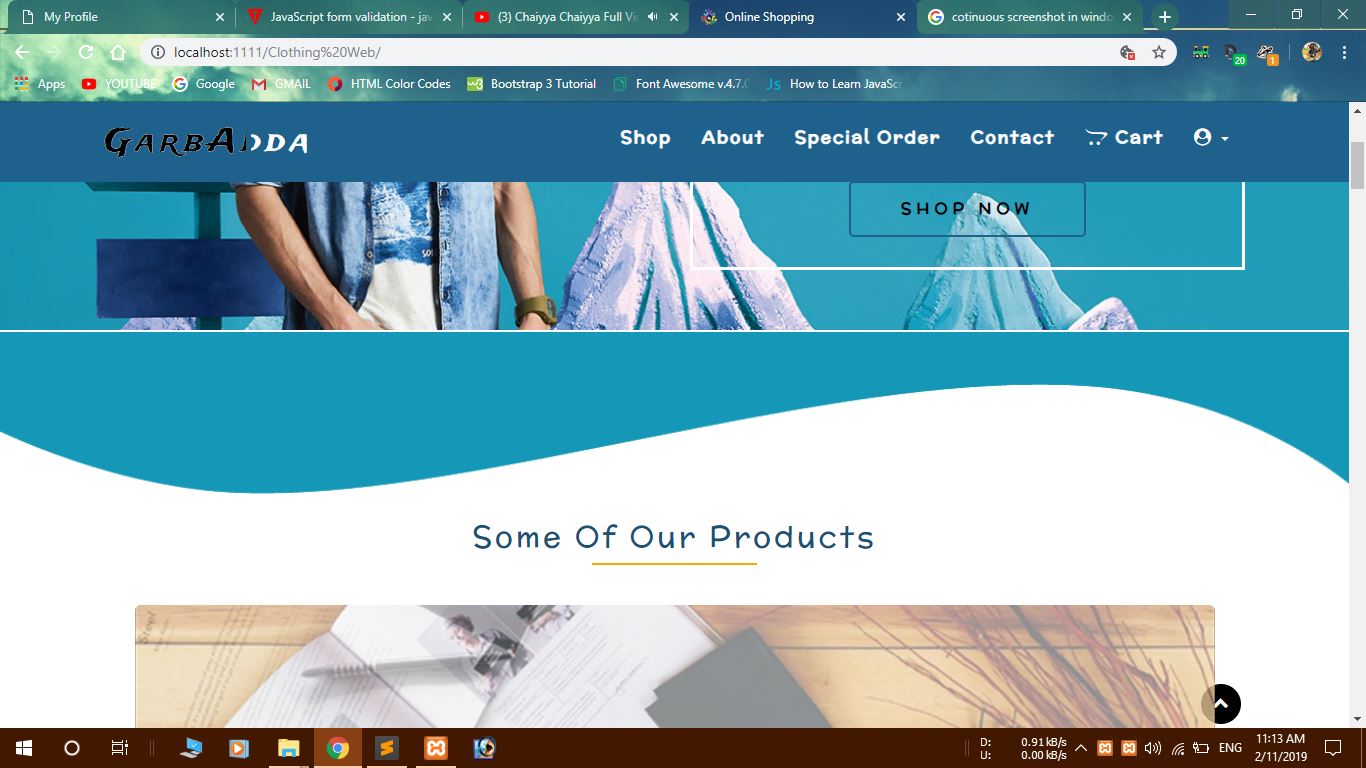 My Profile
JavaScript form validation - jav
(3) Chaiyya Chaiyya Full Vi
Online Shopping
cotinuous screenshot in windo
localhost:1111/Clothing%20Web/
20
1
Apps
YOUTUBE
Google
GMAIL
HTML Color Codes
Bootstrap 3 Tutorial
Font Awesome v.4.7.0
Js
How to Learn JavaScr
GarbAdda
Shop
About
Special Order
Contact
Cart
SHOP NOW
Some Of Our Products
D: 0.91 kB/s
U: 0.00 kB/s
ENG
11:13 AM
2/11/2019